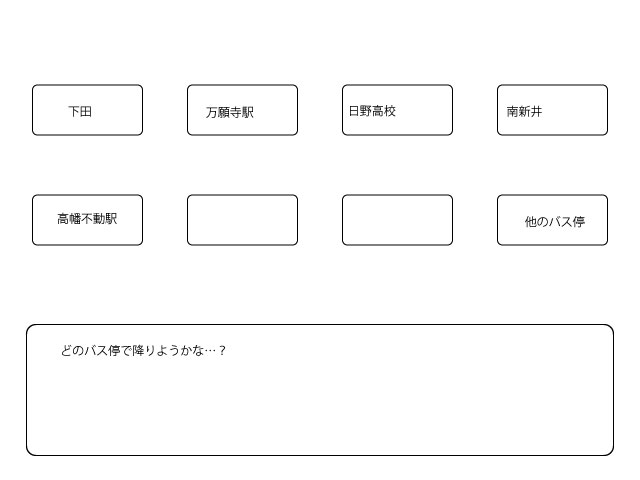 下田
万願寺駅
日野高校
南新井
高幡不動駅
他のバス停
どのバス停で降りようかな…？